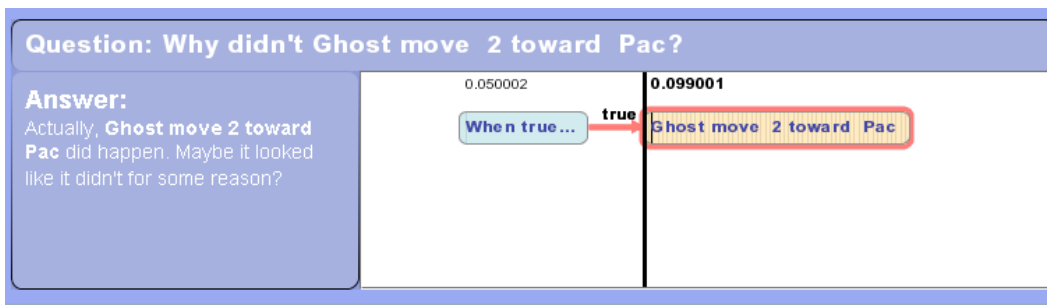 Question: Why didn't Ghost move  2 toward  Pac?
Answer:
Actually, Ghost move 2 toward
Pac did happen. Maybe it looked
like it didn't for some reason?
0.050002
0.099001
When true...
true
Ghost move  2 toward  Pac